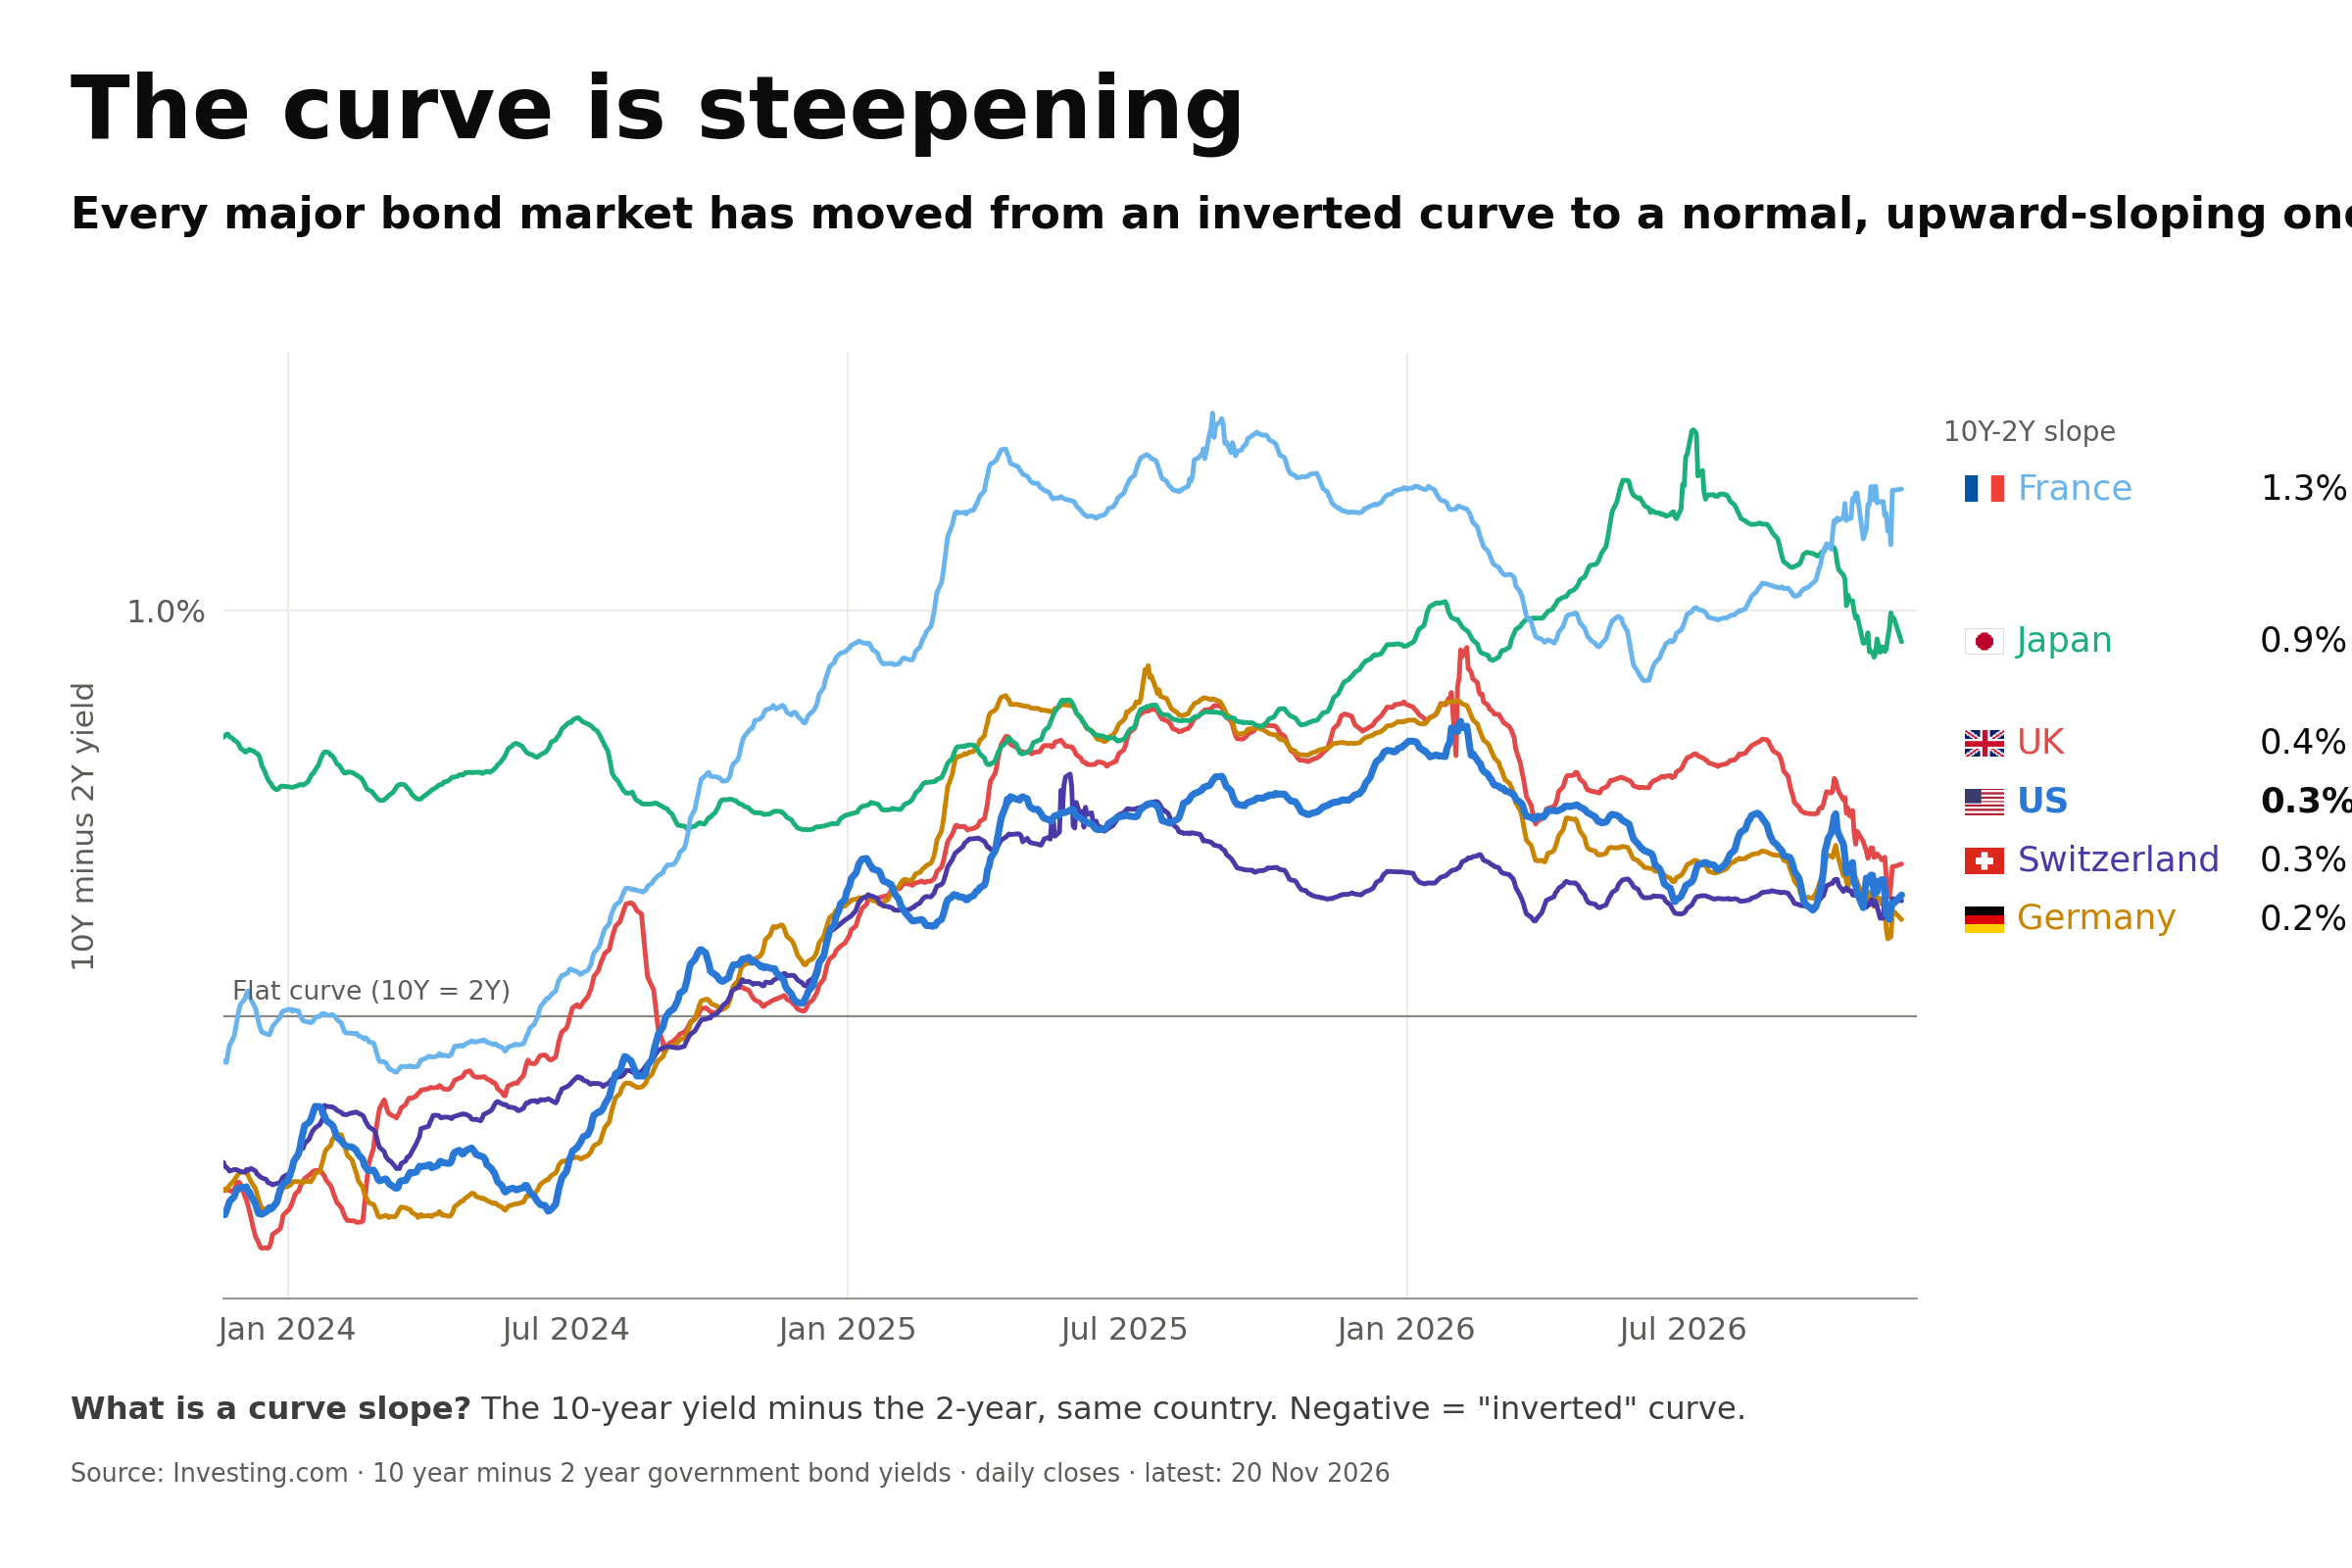 The curve is steepening
Every major bond market has moved from an inverted curve to a normal, upward-sloping one
10Y-2Y slope
France 1.3%
1.0%
Japan 0.9%
10Y minus 2Y yield
UK 0.4%
US 0.3%
Switzerland 0.3%
Germany 0.2%
Flat curve (10Y = 2Y)
Jan 2024 Jul 2024 Jan 2025 Jul 2025 Jan 2026 Jul 2026
What is a curve slope? The 10-year yield minus the 2-year, same country. Negative = "inverted" curve.
Source: Investing.com · 10 year minus 2 year government bond yields · daily closes · latest: 20 Nov 2026